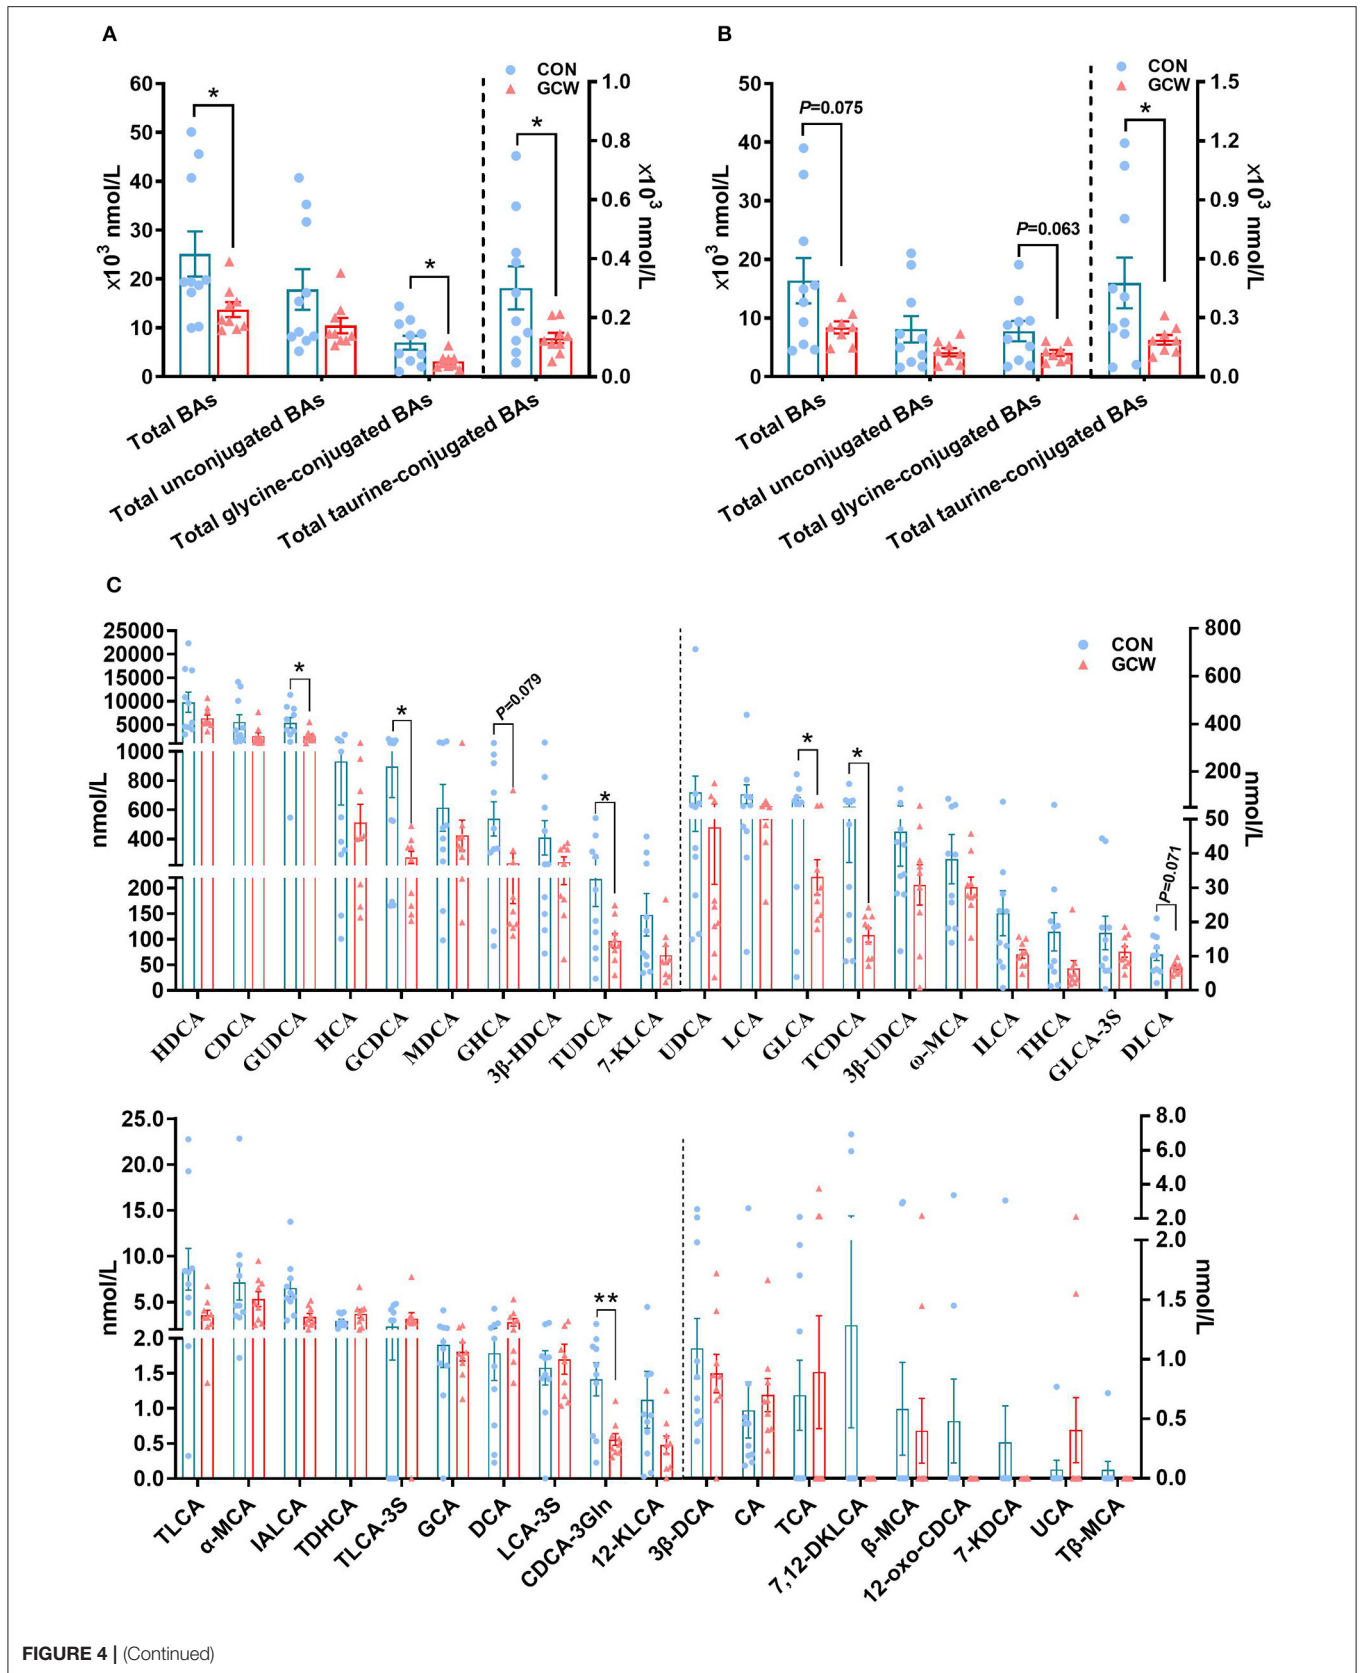 A
CON
GCW
60
50
40
30
20
10
0
x10³ nmol/L
*
*
*
1.0
0.8
0.6
0.4
0.2
0.0
x10³ nmol/L
Total BAs
Total unconjugated BAs
Total glycine-conjugated BAs
Total taurine-conjugated BAs
B
CON
GCW
50
40
30
20
10
0
x10³ nmol/L
P=0.075
P=0.063
*
1.5
1.2
0.9
0.6
0.3
0.0
x10³ nmol/L
Total BAs
Total unconjugated BAs
Total glycine-conjugated BAs
Total taurine-conjugated BAs
C
CON
GCW
25000
20000
15000
10000
5000
1000
800
600
400
200
150
100
50
0
nmol/L
*
*
P=0.079
*
*
*
P=0.071
800
600
400
200
50
40
30
20
10
0
nmol/L
HDCA
CDCA
GUDCA
HCA
GCDCA
MDCA
GHCA
3β-HDCA
TUDCA
7-KLCA
UDCA
LCA
GLCA
TCDCA
3β-UDCA
ω-MCA
ILCA
THCA
GLCA-3S
DLCA
25.0
20.0
15.0
10.0
5.0
2.0
1.5
1.0
0.5
0.0
nmol/L
**
8.0
6.0
4.0
2.0
2.0
1.5
1.0
0.5
0.0
nmol/L
TLCA
α-MCA
IALCA
TDHCA
TLCA-3S
GCA
DCA
LCA-3S
CDCA-3Gln
12-KLCA
3β-DCA
CA
TCA
7,12-DKLCA
β-MCA
12-oxo-CDCA
7-KDCA
UCA
Tβ-MCA
FIGURE 4 | (Continued)